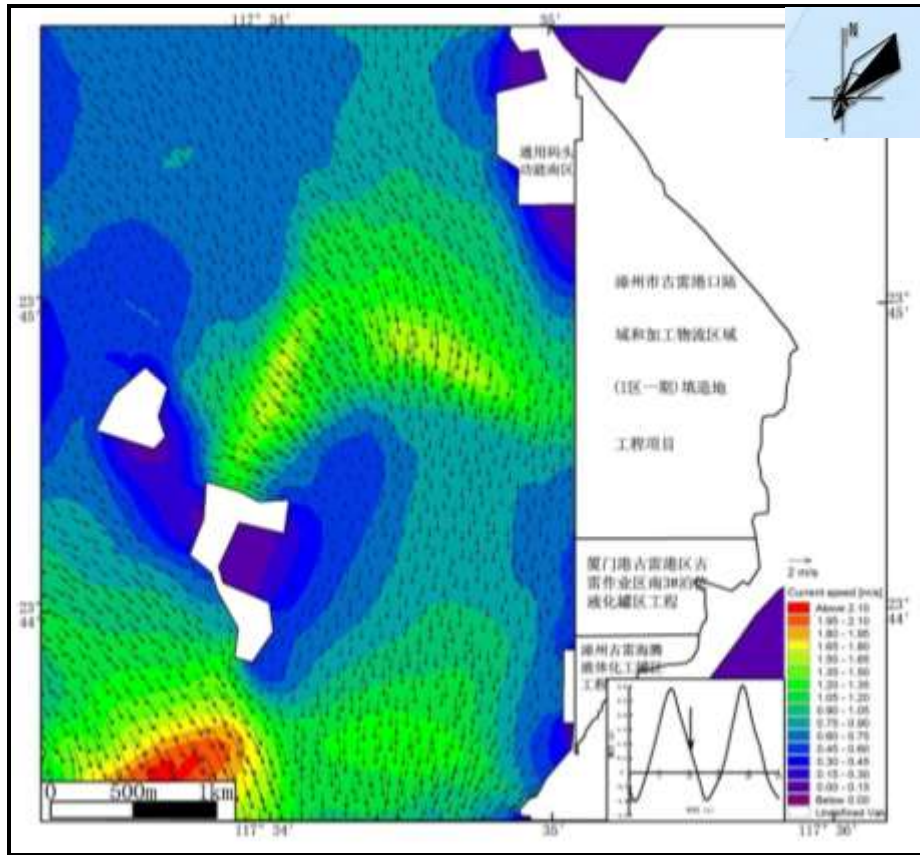 112° 34′
35′
N
通用码头
功能南区
23°
45′
23°
45′
漳州市古雷港口陆
域和加工物流区域
(1区一期)填造地
工程项目
厦门港古雷港区古
雷作业区南3#泊位
液化罐区工程
2 m/s
Current speed [m/s]
Above 2.10
1.95 - 2.10
1.80 - 1.95
1.65 - 1.80
1.50 - 1.65
1.35 - 1.50
1.20 - 1.35
1.05 - 1.20
0.90 - 1.05
0.75 - 0.90
0.60 - 0.75
0.45 - 0.60
0.30 - 0.45
0.15 - 0.30
0.00 - 0.15
Below 0.00
Undefined Val
23°
44′
23°
44′
漳州古雷海腾
液体化工罐区
工程
0 500m 1km
117° 34′
35′
117° 36′